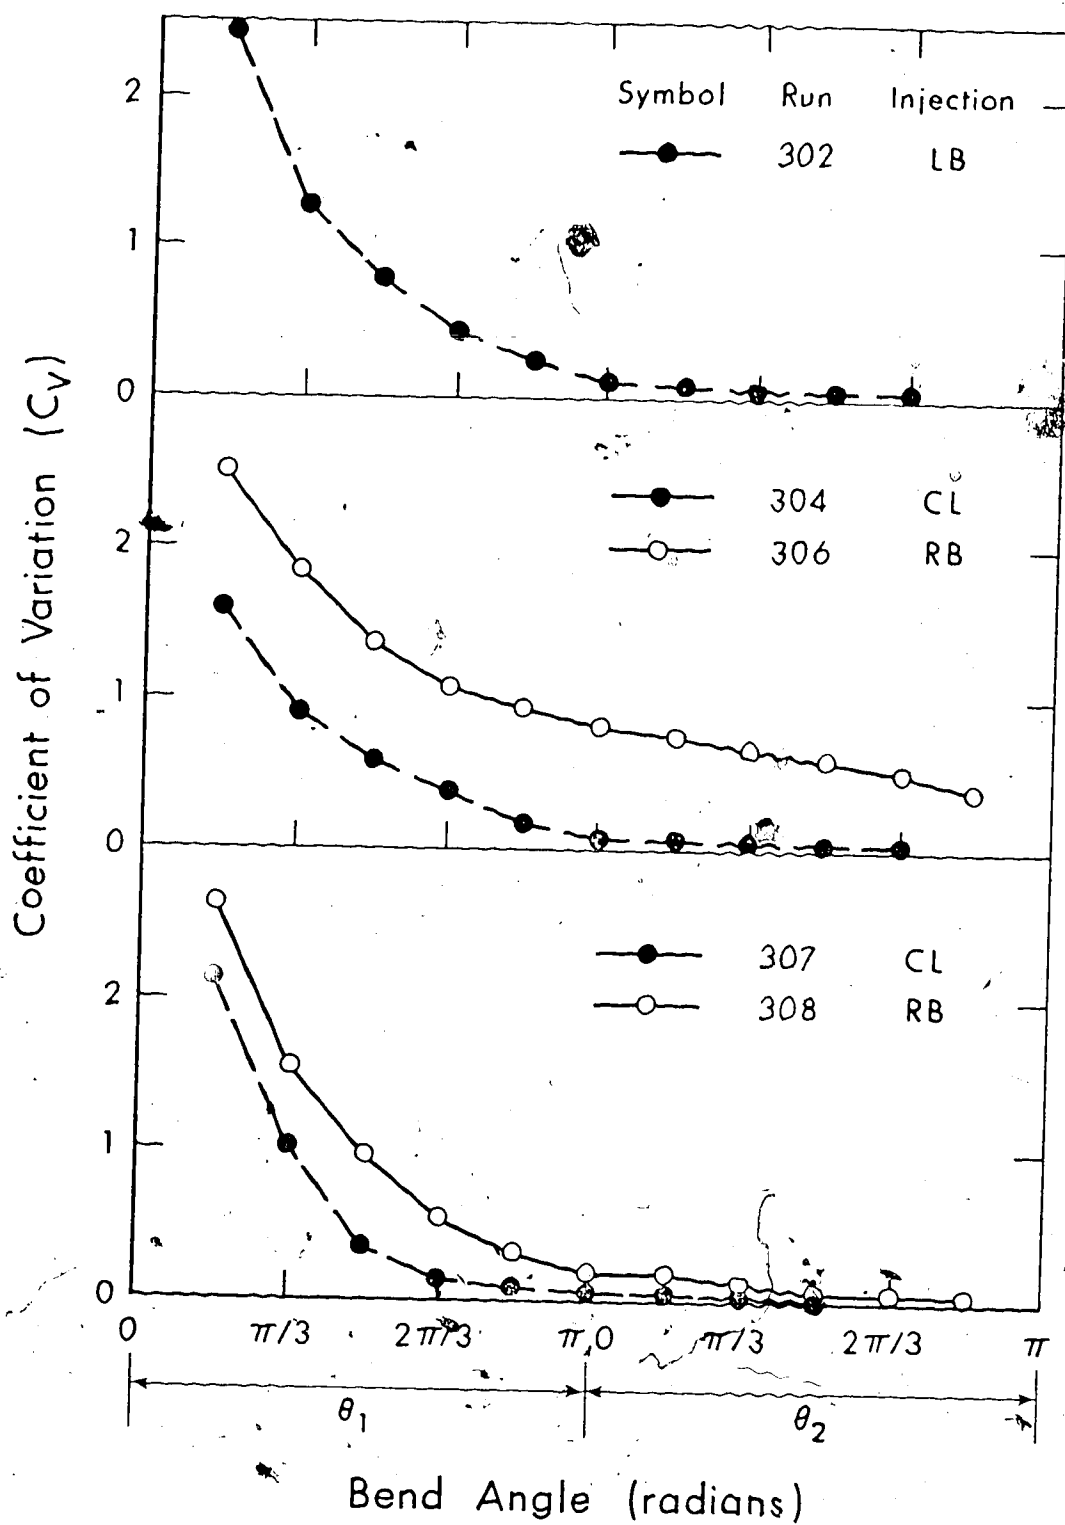 Symbol Run Injection
302 LB
2
1
0
304 CL
306 RB
2
1
0
307 CL
308 RB
2
1
0
0 π/3 2π/3 π,0 π/3 2π/3 π
θ1 θ2
Bend Angle (radians)
Coefficient of Variation (Cv)